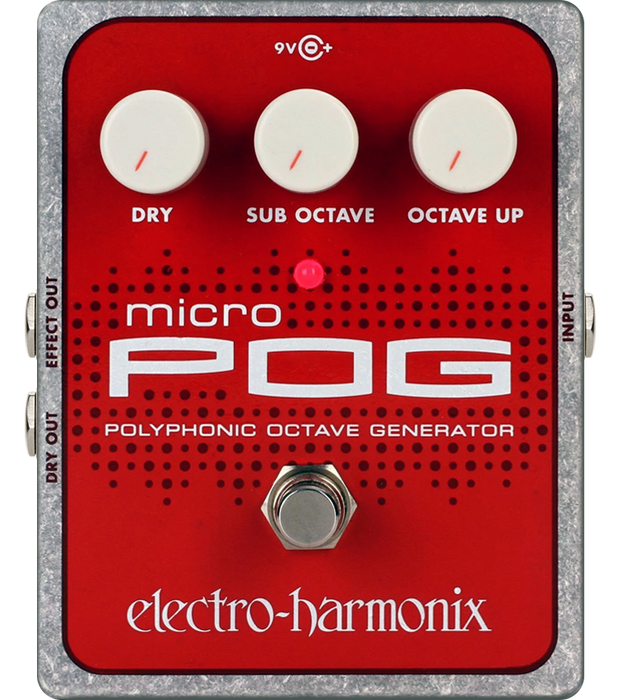 9V - +
DRY
SUB OCTAVE
OCTAVE UP
EFFECT OUT
INPUT
micro
POG
POLYPHONIC OCTAVE GENERATOR
DRY OUT
electro-harmonix